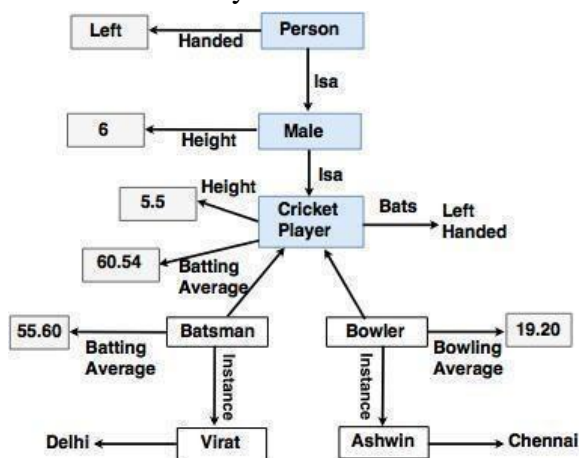 Left
Handed
Person
Isa
6
Height
Male
Isa
5.5
Height
Cricket
Player
Bats
Left
Handed
60.54
Batting
Average
55.60
Batting
Average
Batsman
Bowler
Bowling
Average
19.20
Instance
Instance
Delhi
Virat
Ashwin
Chennai